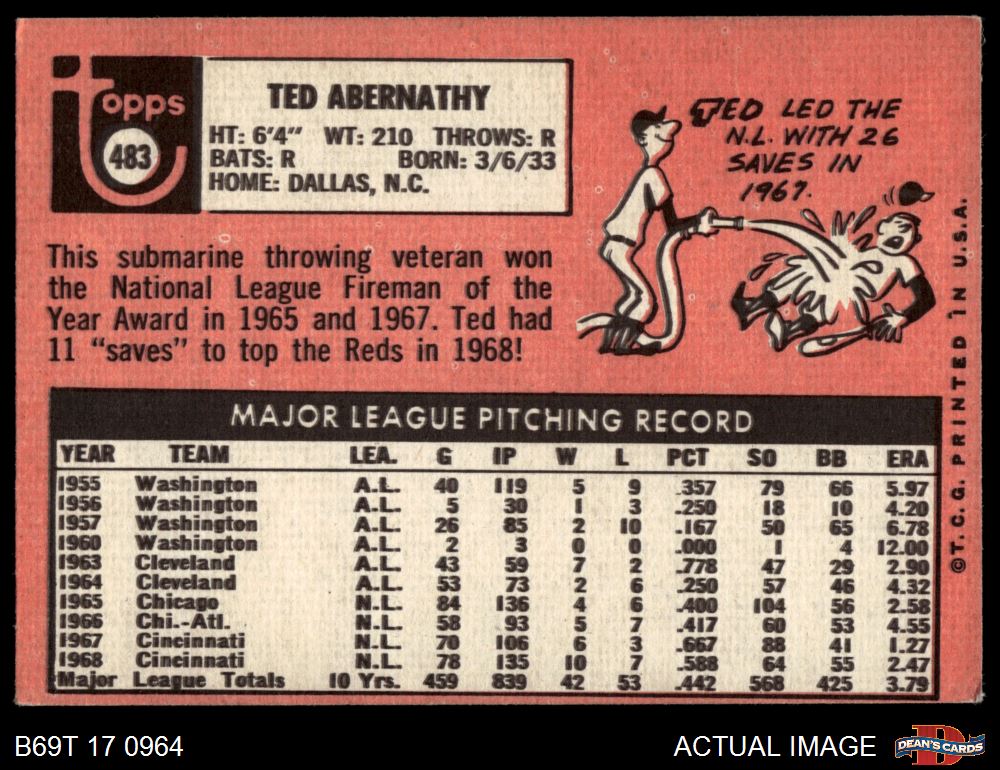 Topps
483
TED ABERNATHY
HT: 6'4" WT: 210 THROWS: R
BATS: R BORN: 3/6/33
HOME: DALLAS, N.C.
TED LED THE
N.L. WITH 26
SAVES IN
1967.
This submarine throwing veteran won
the National League Fireman of the
Year Award in 1965 and 1967. Ted had
11 "saves" to top the Reds in 1968!
MAJOR LEAGUE PITCHING RECORD
YEAR TEAM LEA. G IP W L PCT SO BB ERA
1955 Washington A.L. 40 119 5 9 .357 79 66 5.97
1956 Washington A.L. 5 30 1 3 .250 18 10 4.20
1957 Washington A.L. 26 85 2 10 .167 50 65 6.78
1960 Washington A.L. 2 3 0 0 .000 1 4 12.00
1963 Cleveland A.L. 43 59 7 2 .778 47 29 2.90
1964 Cleveland A.L. 53 73 2 6 .250 57 46 4.32
1965 Chicago N.L. 84 136 4 6 .400 104 56 2.58
1966 Chi.-Atl. N.L. 58 93 5 7 .417 60 53 4.55
1967 Cincinnati N.L. 70 106 6 3 .667 88 41 1.27
1968 Cincinnati N.L. 78 135 10 7 .588 64 55 2.47
Major League Totals 10 Yrs. 459 839 42 53 .442 568 425 3.79
©T.C.G. PRINTED IN U.S.A.
B69T 17 0964
ACTUAL IMAGE
D
DEAN'S CARDS